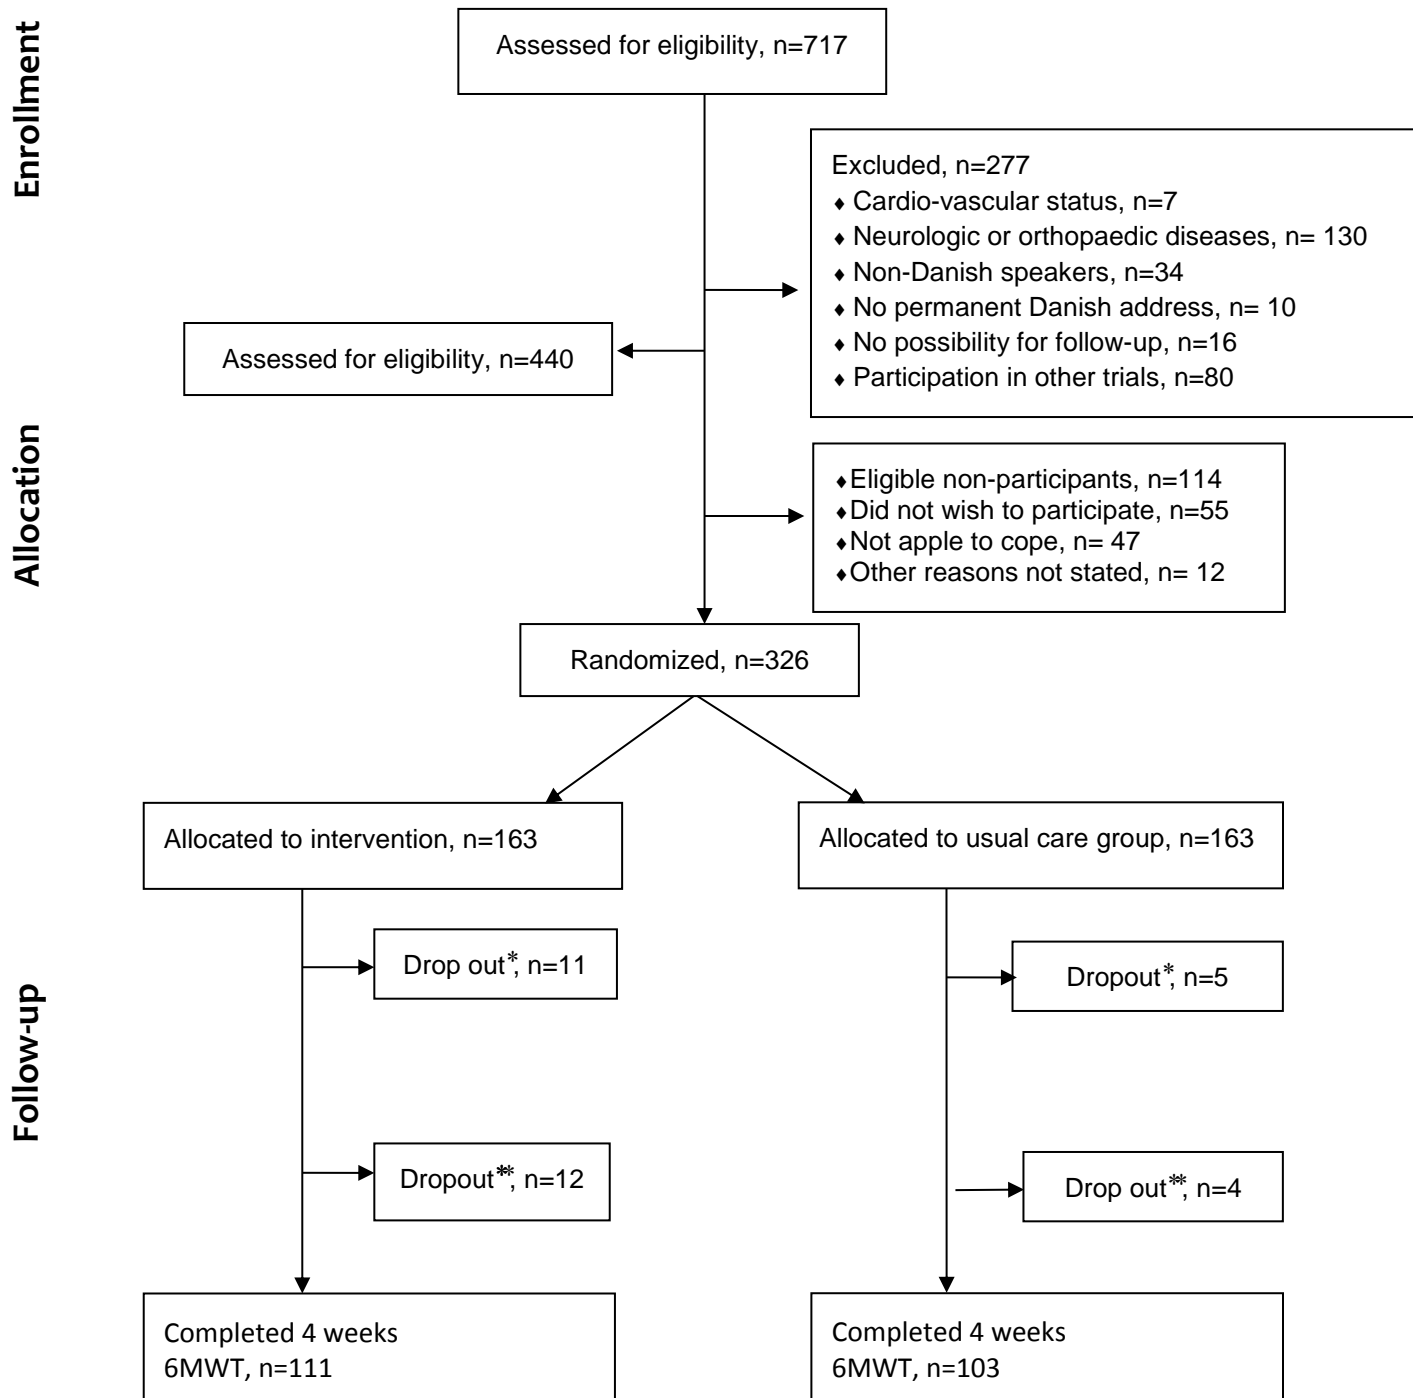 Enrollment
Assessed for eligibility, n=717
Excluded, n=277
♦ Cardio-vascular status, n=7
♦ Neurologic or orthopaedic diseases, n= 130
♦ Non-Danish speakers, n=34
♦ No permanent Danish address, n= 10
♦ No possibility for follow-up, n=16
♦ Participation in other trials, n=80
Assessed for eligibility, n=440
Allocation
♦Eligible non-participants, n=114
♦Did not wish to participate, n=55
♦Not apple to cope, n= 47
♦Other reasons not stated, n= 12
Randomized, n=326
Allocated to intervention, n=163
Allocated to usual care group, n=163
Follow-up
Drop out*, n=11
Dropout*, n=5
Dropout**, n=12
Drop out**, n=4
Completed 4 weeks
6MWT, n=111
Completed 4 weeks
6MWT, n=103